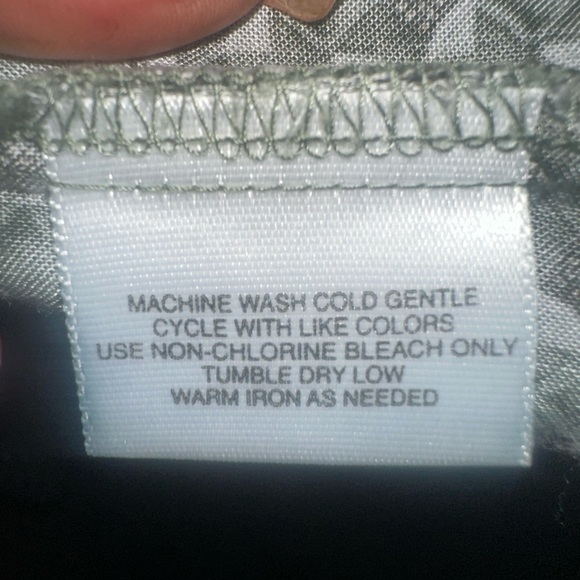 MACHINE WASH COLD GENTLE
CYCLE WITH LIKE COLORS
USE NON-CHLORINE BLEACH ONLY
TUMBLE DRY LOW
WARM IRON AS NEEDED